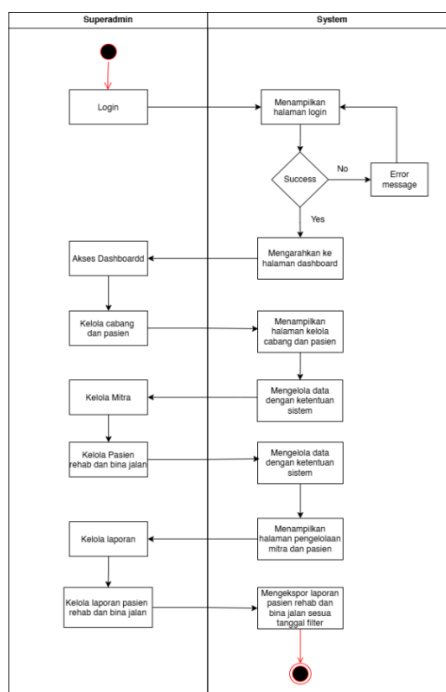 Superadmin
System
Login
Menampilkan
halaman login
Success
No
Error
message
Yes
Akses Dashboardd
Mengarahkan ke
halaman dashboard
Kelola cabang
dan pasien
Menampilkan
halaman kelola
cabang dan pasien
Kelola Mitra
Mengelola data
dengan ketentuan
sistem
Kelola Pasien
rehab dan bina jalan
Mengelola data
dengan ketentuan
sistem
Kelola laporan
Menampilkan
halaman pengelolaan
mitra dan pasien
Kelola laporan pasien
rehab dan bina jalan
Mengekspor laporan
pasien rehab dan
bina jalan sesua
tanggal filter